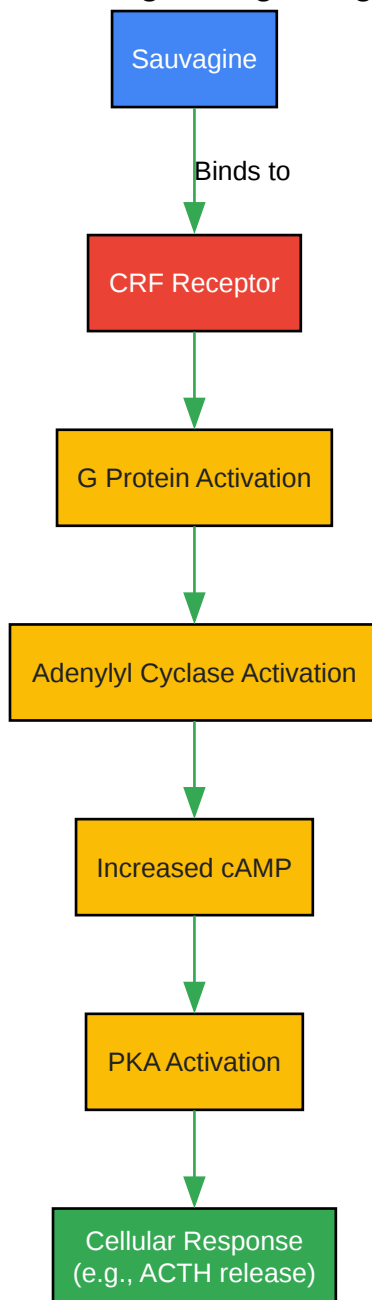 Sauvagine
Binds to
CRF Receptor
G Protein Activation
Adenylyl Cyclase Activation
Increased cAMP
PKA Activation
Cellular Response
(e.g., ACTH release)